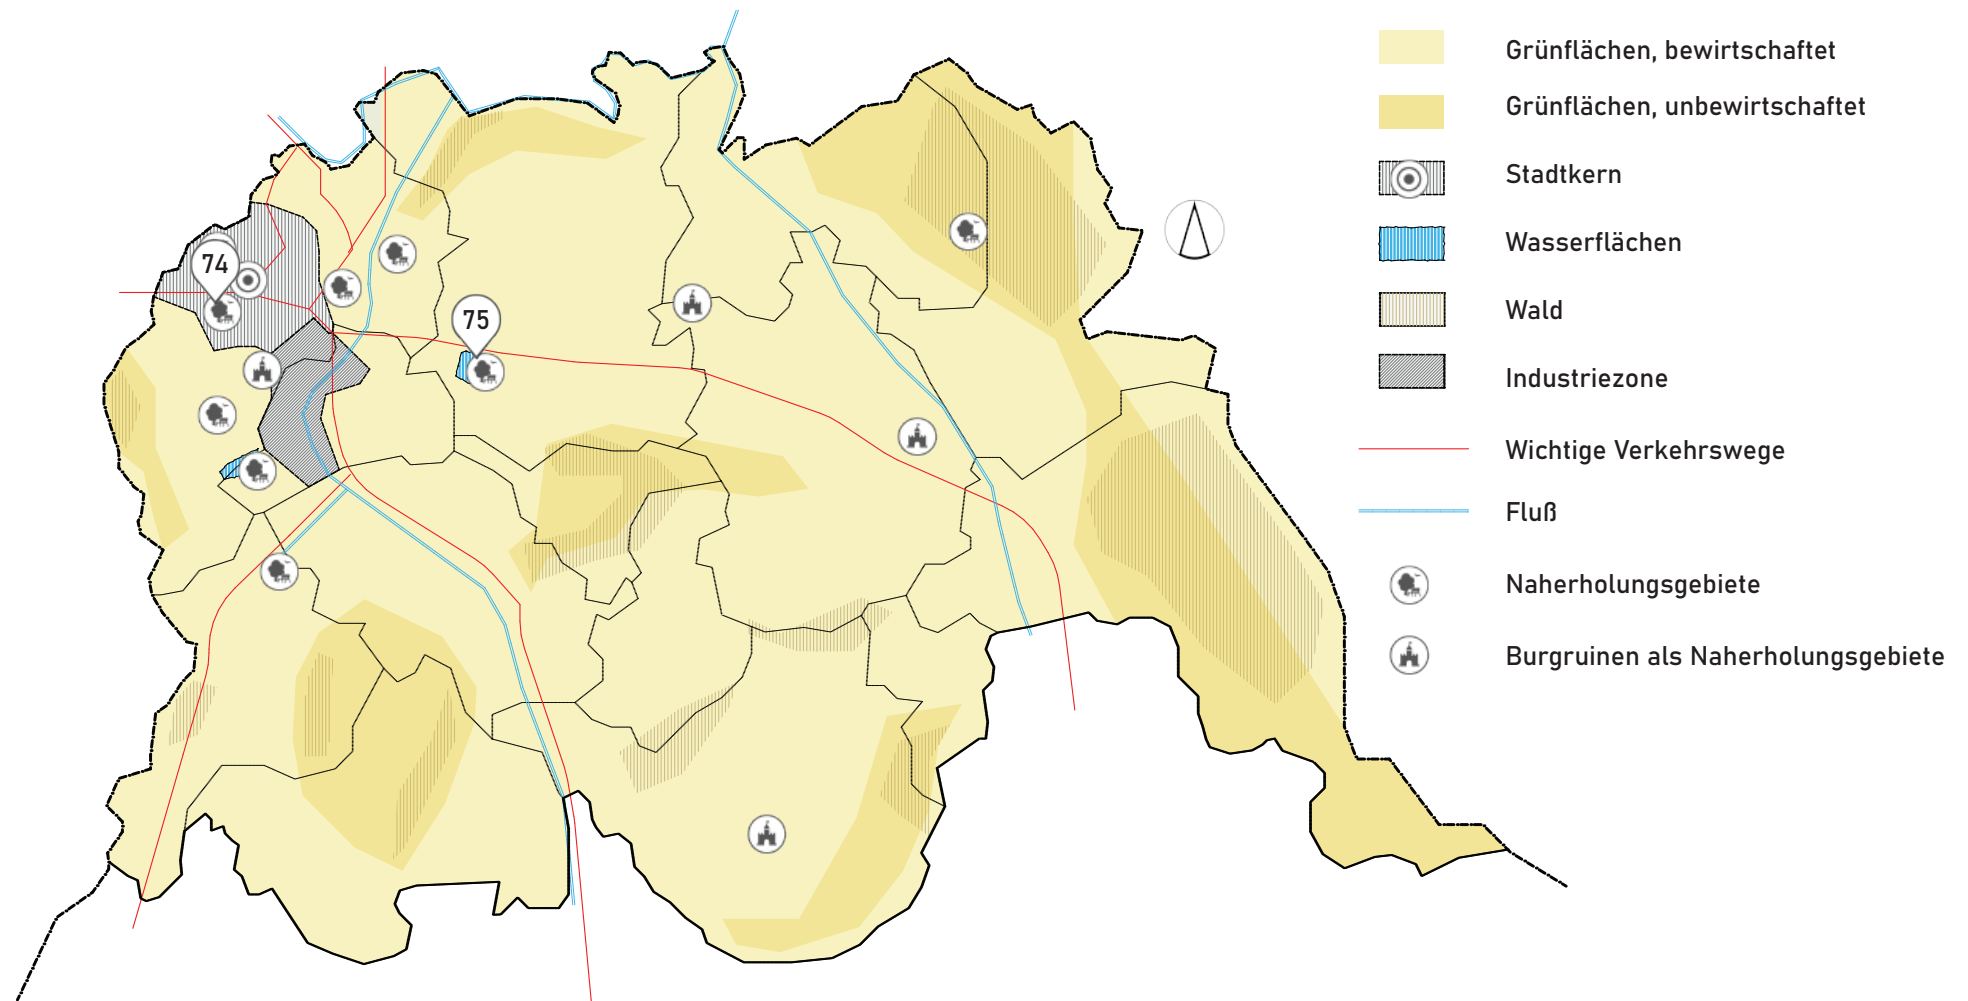 74
75
Grünflächen, bewirtschaftet
Grünflächen, unbewirtschaftet
Stadtkern
Wasserflächen
Wald
Industriezone
Wichtige Verkehrswege
Fluß
Naherholungsgebiete
Burgruinen als Naherholungsgebiete